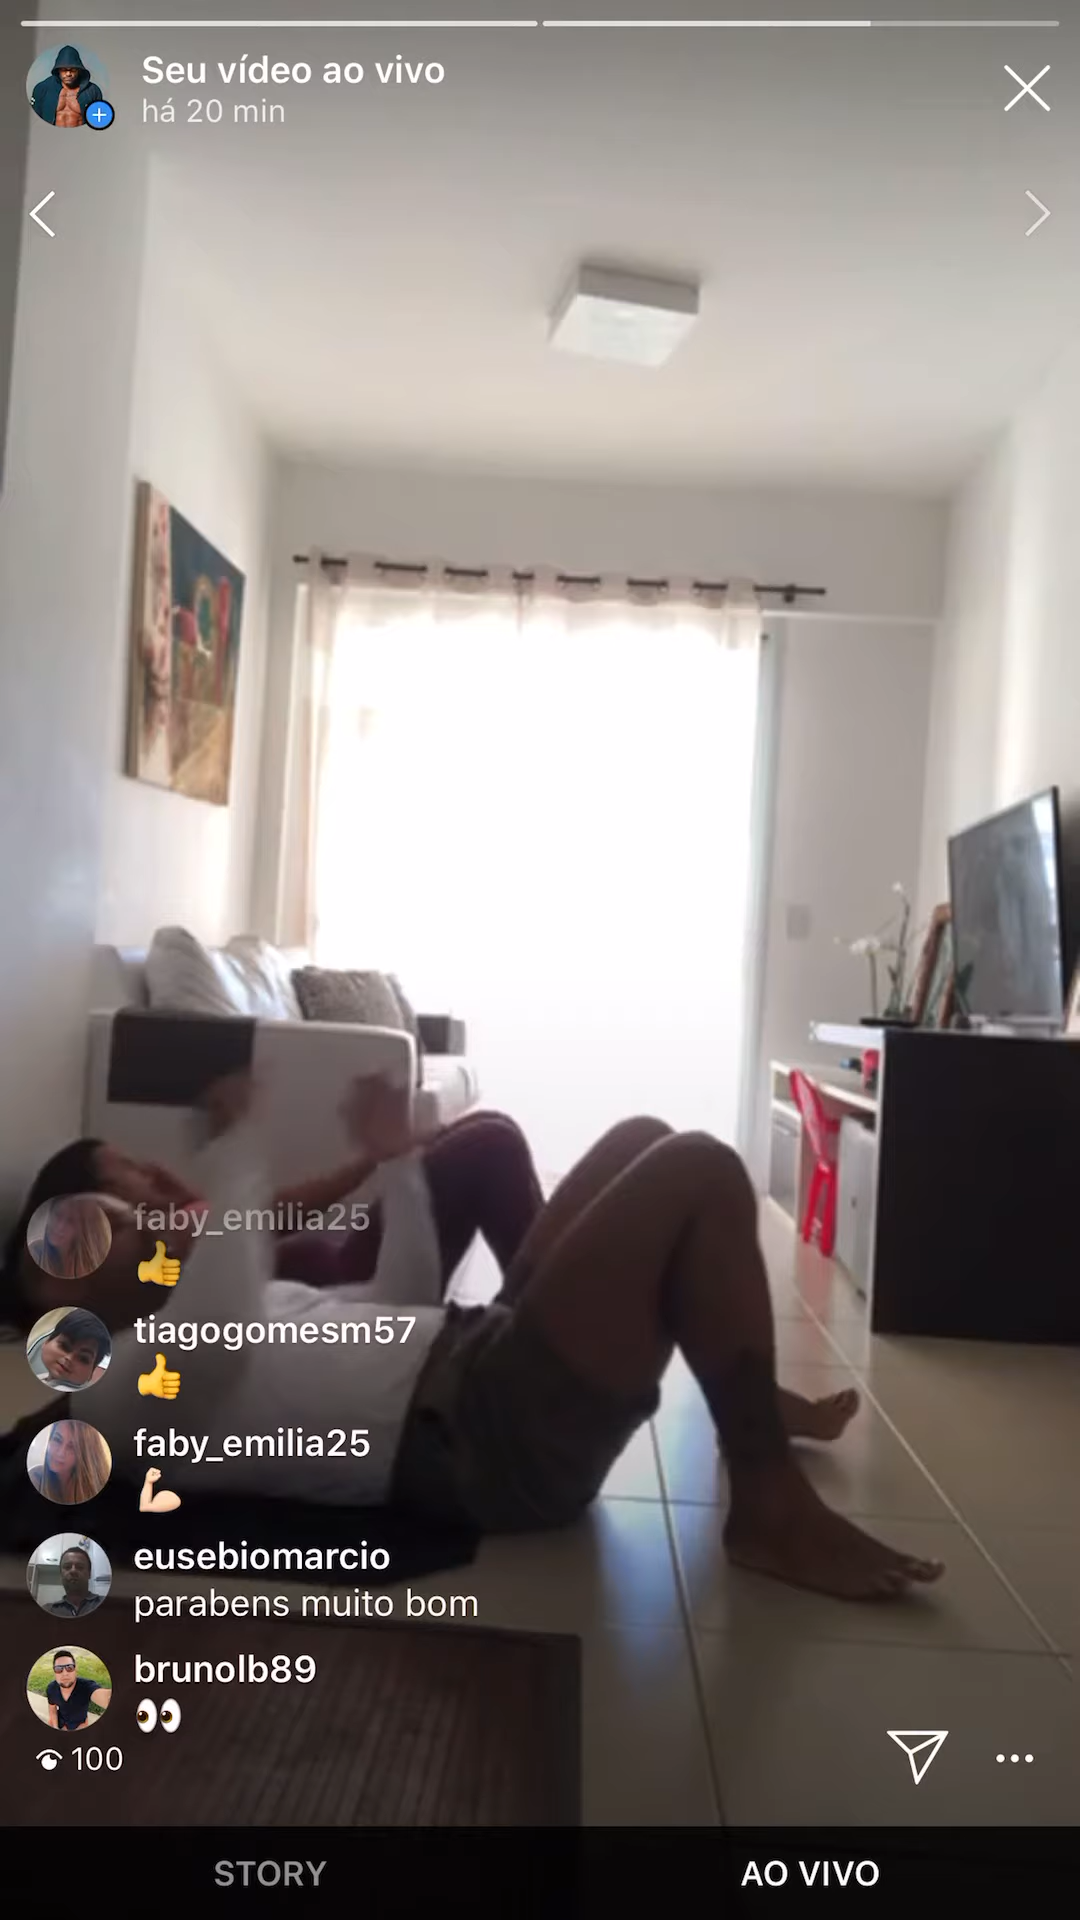 Seu vídeo ao vivo
há 20 min
faby_emilia25
👍
tiagogomesm57
👍
faby_emilia25
💪🏻
eusebiomarcio
parabens muito bom
brunolb89
👀
100
STORY
AO VIVO